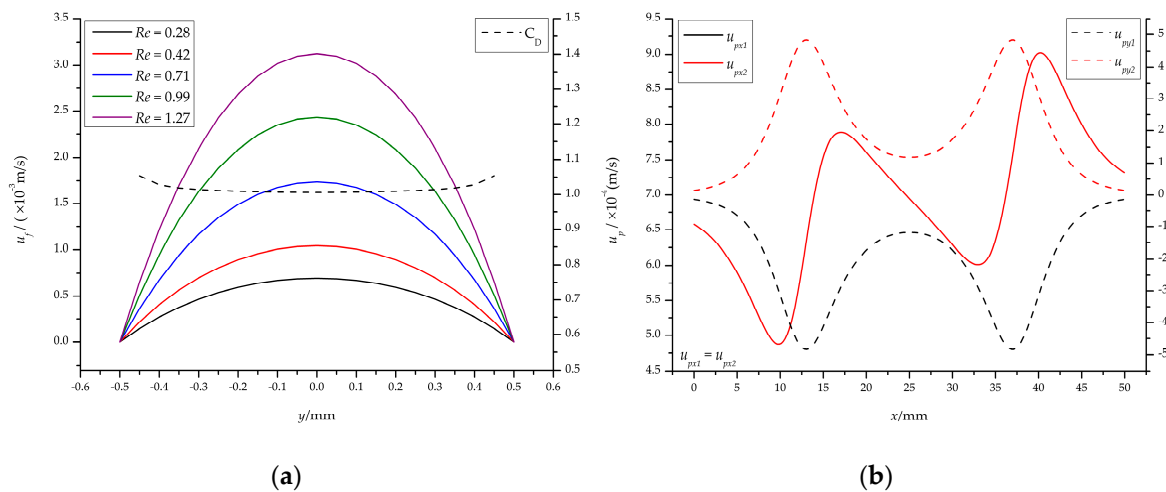 Re = 0.28
Re = 0.42
Re = 0.71
Re = 0.99
Re = 1.27
C_D
3.5
3.0
2.5
2.0
1.5
1.0
0.5
0.0
u_f / (×10⁻³ m/s)
1.5
1.4
1.3
1.2
1.1
1.0
0.9
0.8
0.7
0.6
0.5
-0.6 -0.5 -0.4 -0.3 -0.2 -0.1 0.0 0.1 0.2 0.3 0.4 0.5 0.6
y/mm
(a)
u_px1
u_px2
u_py1
u_py2
9.5
9.0
8.5
8.0
7.5
7.0
6.5
6.0
5.5
5.0
4.5
u_p / ×10⁻⁴(m/s)
5
4
3
2
1
0
-1
-2
-3
-4
-5
u_px1 = u_px2
0 5 10 15 20 25 30 35 40 45 50
x/mm
(b)